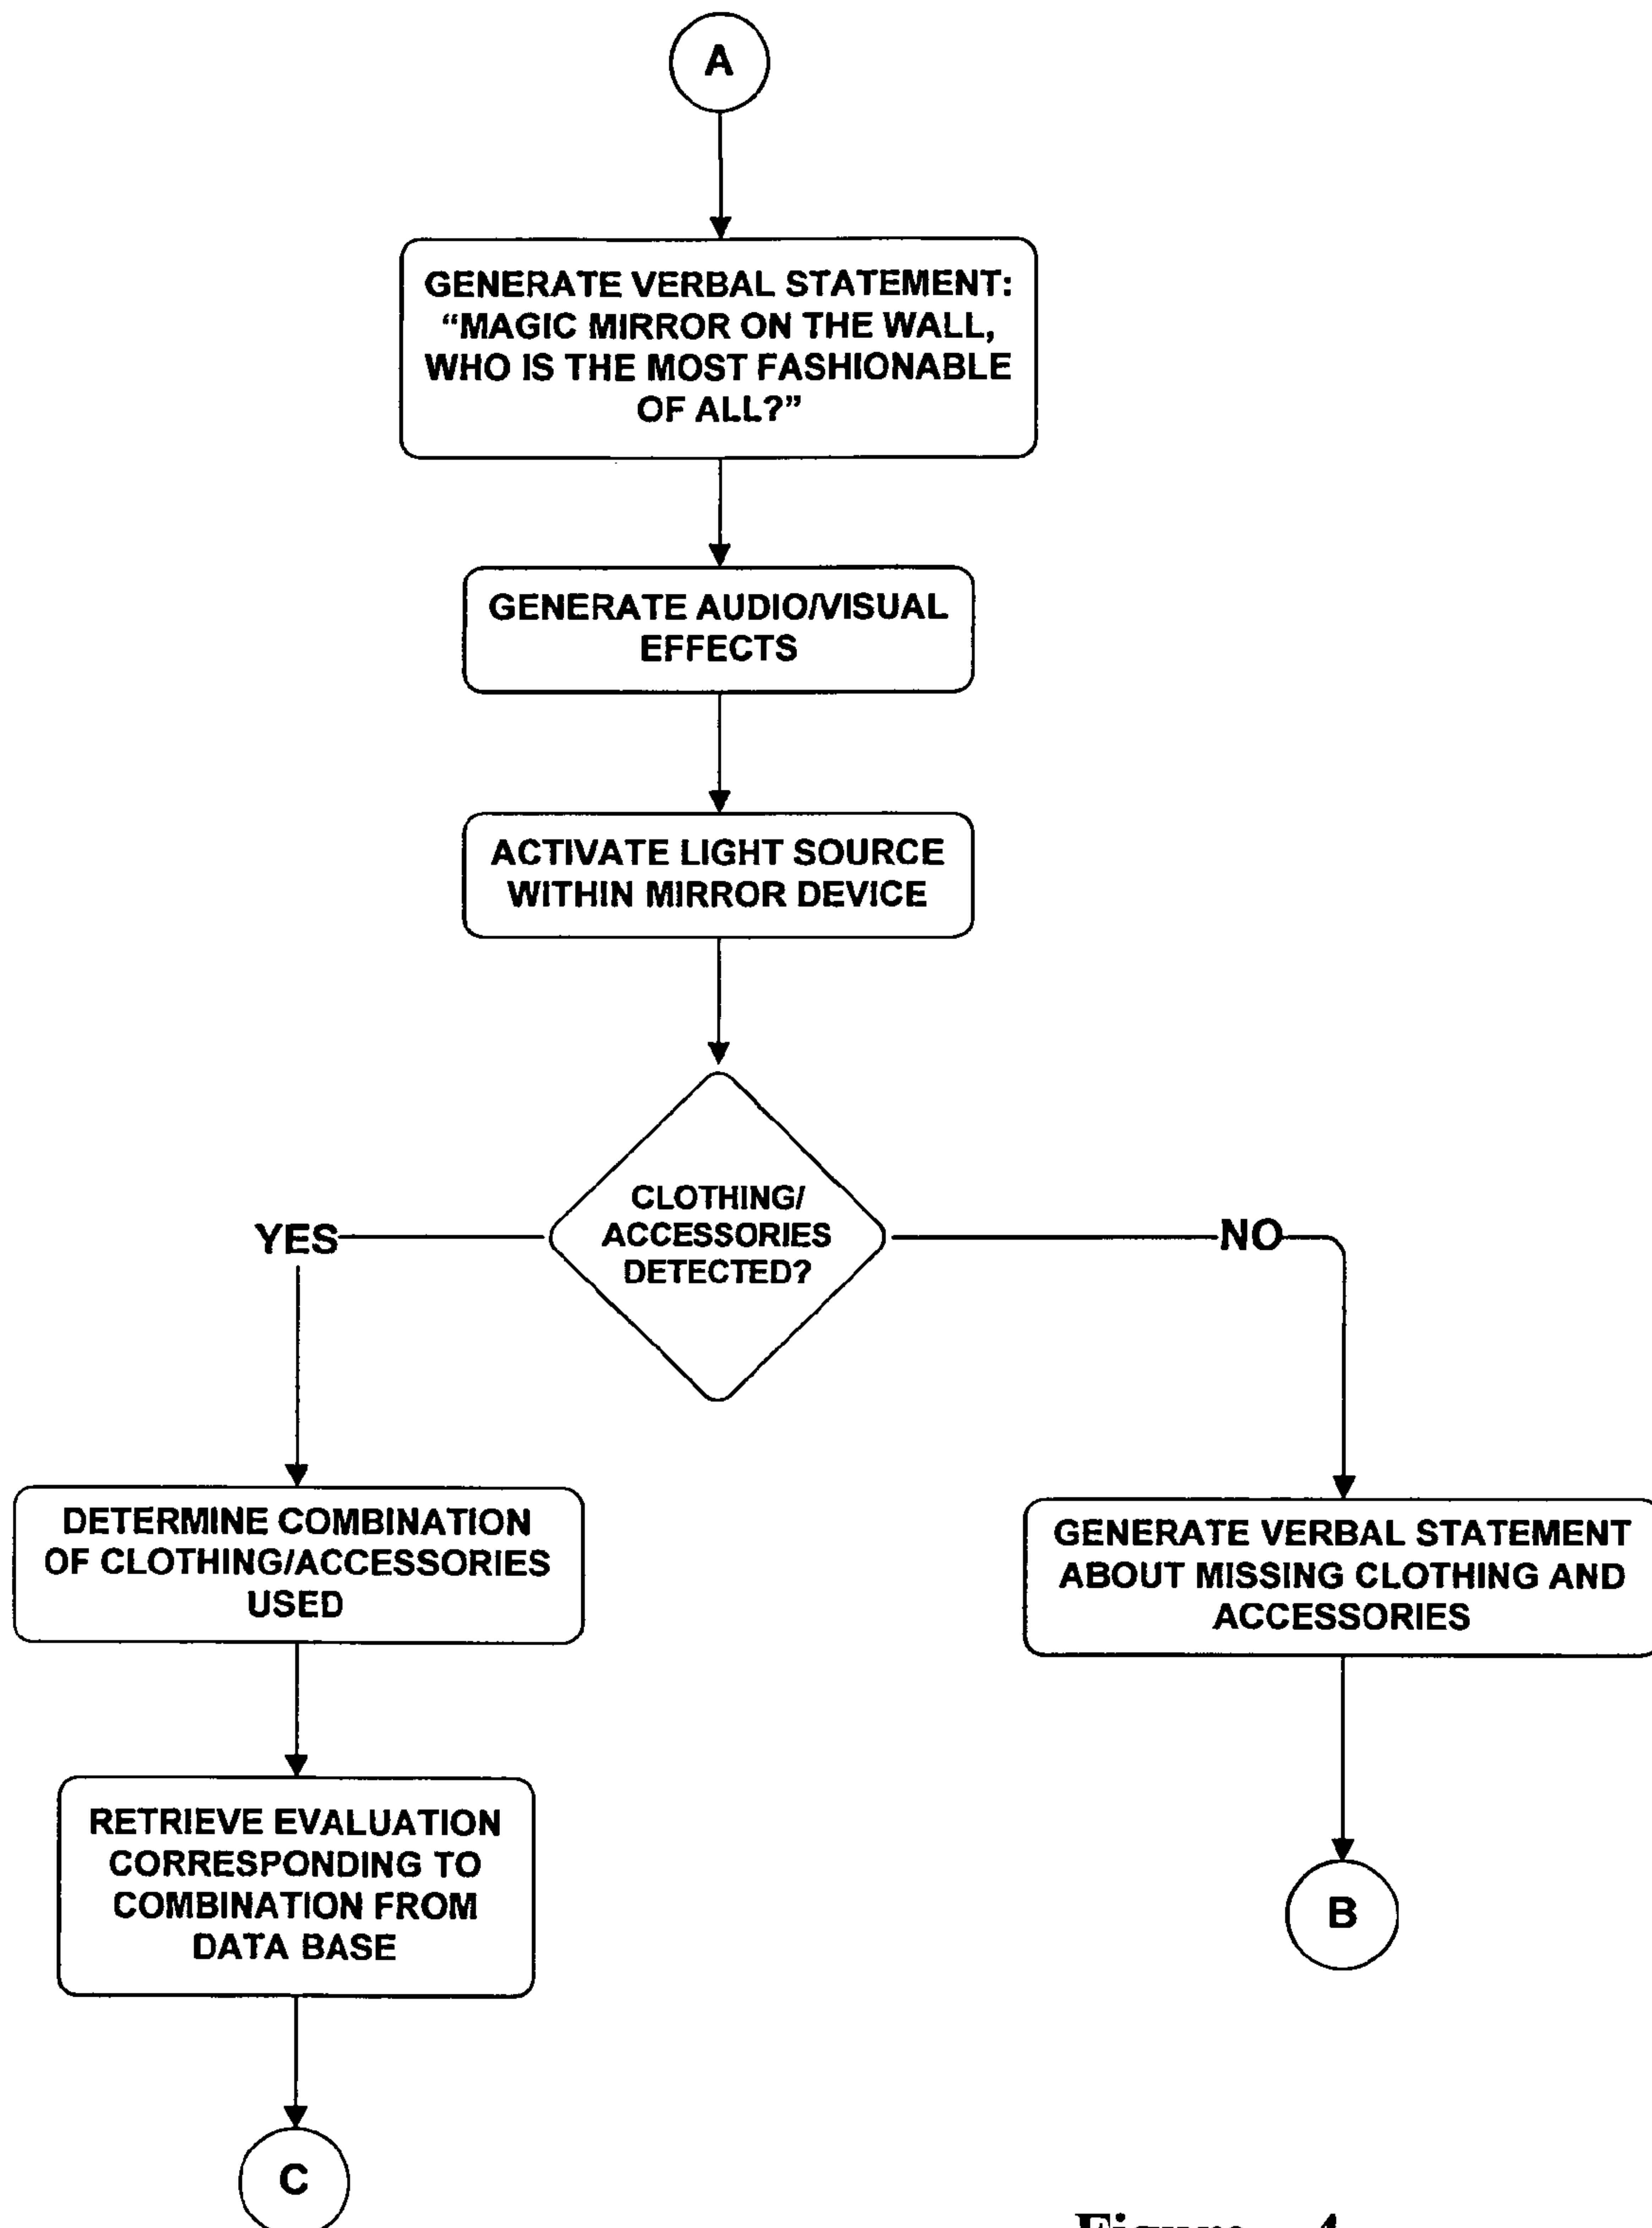 A
GENERATE VERBAL STATEMENT:
“MAGIC MIRROR ON THE WALL,
WHO IS THE MOST FASHIONABLE
OF ALL?”
GENERATE AUDIO/VISUAL
EFFECTS
ACTIVATE LIGHT SOURCE
WITHIN MIRROR DEVICE
CLOTHING/
ACCESSORIES
DETECTED?
YES
NO
DETERMINE COMBINATION
OF CLOTHING/ACCESSORIES
USED
GENERATE VERBAL STATEMENT
ABOUT MISSING CLOTHING AND
ACCESSORIES
RETRIEVE EVALUATION
CORRESPONDING TO
COMBINATION FROM
DATA BASE
B
C
Figure 4